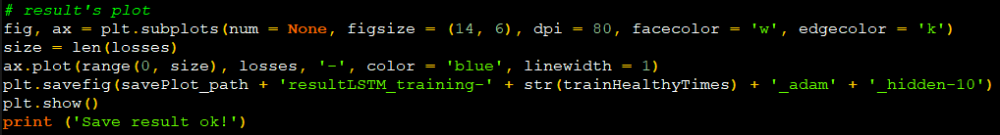 # result's plot
fig, ax = plt.subplots(num = None, figsize = (14, 6), dpi = 80, facecolor = 'w', edgecolor = 'k')
size = len(losses)
ax.plot(range(0, size), losses, '-', color = 'blue', linewidth = 1)
plt.savefig(savePlot_path + 'resultLSTM_training-' + str(trainHealthyTimes) + '_adam' + '_hidden-10')
plt.show()
print ('Save result ok!')